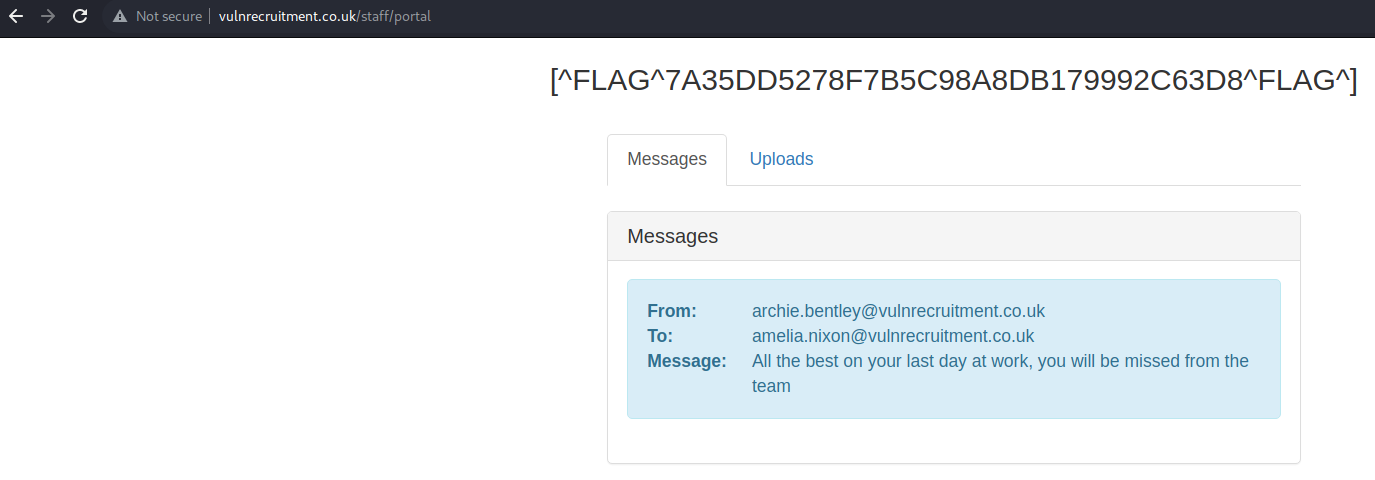 Not secure | vulnrecruitment.co.uk/staff/portal
[^FLAG^7A35DD5278F7B5C98A8DB179992C63D8^FLAG^]
Messages Uploads
Messages
From: archie.bentley@vulnrecruitment.co.uk
To: amelia.nixon@vulnrecruitment.co.uk
Message: All the best on your last day at work, you will be missed from the
team